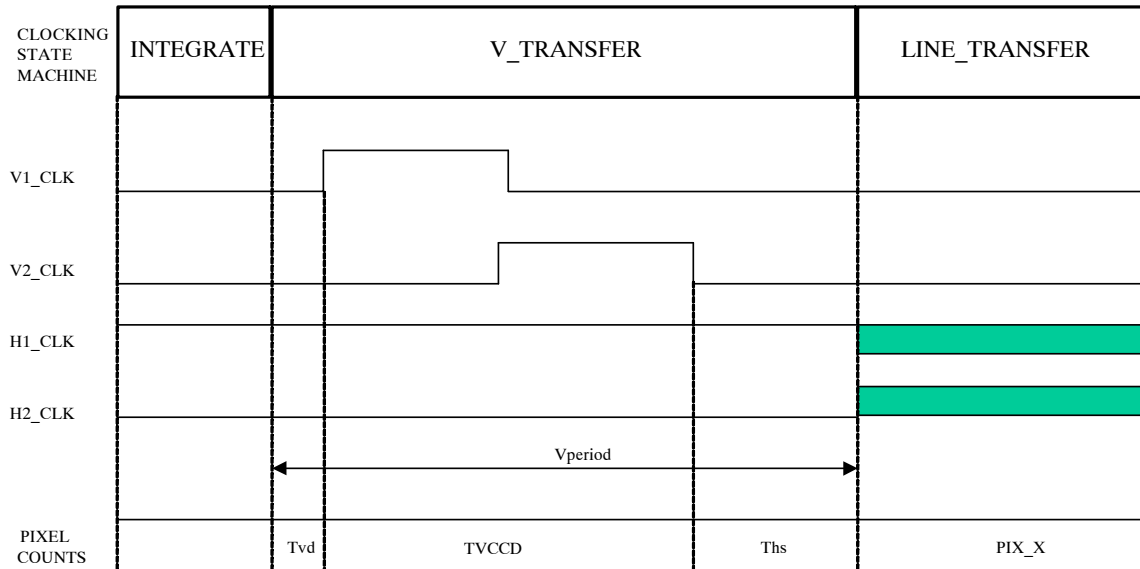 CLOCKING
STATE
MACHINE
INTEGRATE
V_TRANSFER
LINE_TRANSFER
V1_CLK
V2_CLK
H1_CLK
H2_CLK
Vperiod
PIXEL
COUNTS
Tvd
TVCCD
Ths
PIX_X